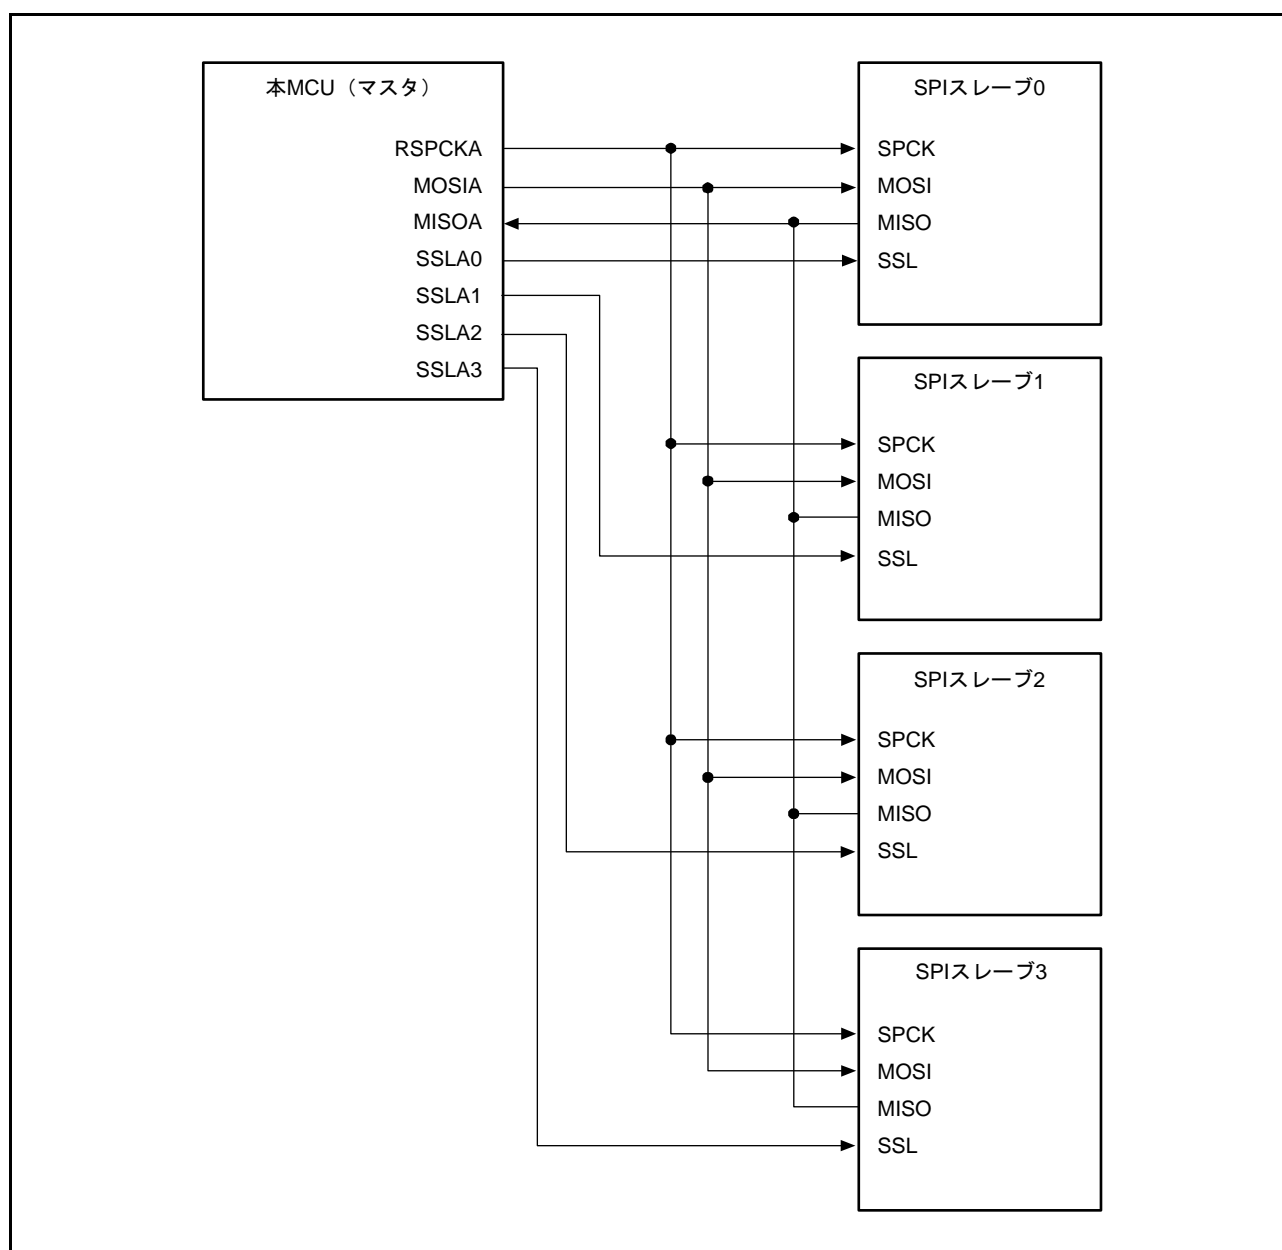 本MCU（マスタ）
RSPCKA
MOSIA
MISOA
SSLA0
SSLA1
SSLA2
SSLA3
SPIスレーブ0
SPCK
MOSI
MISO
SSL
SPIスレーブ1
SPCK
MOSI
MISO
SSL
SPIスレーブ2
SPCK
MOSI
MISO
SSL
SPIスレーブ3
SPCK
MOSI
MISO
SSL